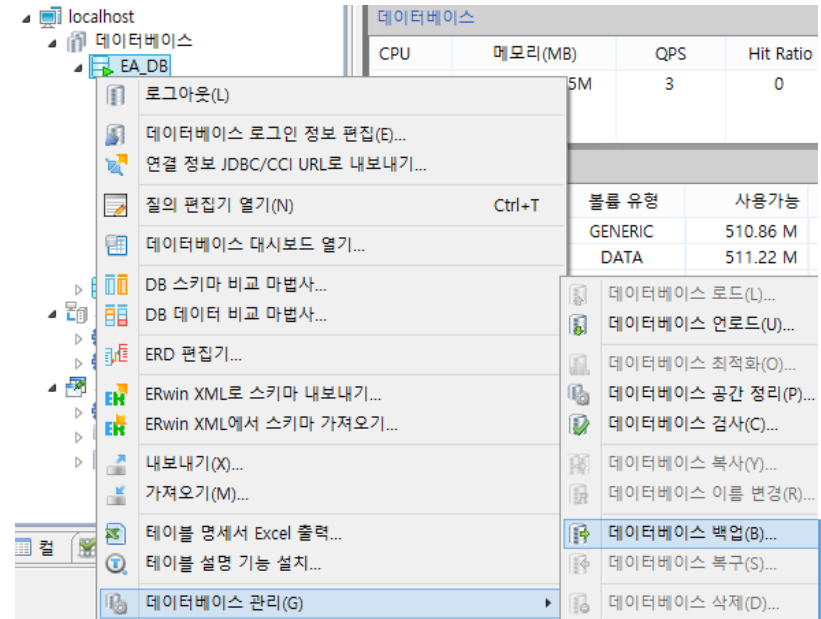 localhost
데이터베이스
EA_DB
데이터베이스
CPU 메모리(MB) QPS Hit Ratio
5M 3 0
볼륨 유형 사용가능
GENERIC 510.86 M
DATA 511.22 M
로그아웃(L)
데이터베이스 로그인 정보 편집(E)...
연결 정보 JDBC/CCI URL로 내보내기...
질의 편집기 열기(N) Ctrl+T
데이터베이스 대시보드 열기...
DB 스키마 비교 마법사...
DB 데이터 비교 마법사...
ERD 편집기...
ERwin XML로 스키마 내보내기...
ERwin XML에서 스키마 가져오기...
내보내기(X)...
가져오기(M)...
테이블 명세서 Excel 출력...
테이블 설명 기능 설치...
데이터베이스 관리(G)
데이터베이스 로드(L)...
데이터베이스 언로드(U)...
데이터베이스 최적화(O)...
데이터베이스 공간 정리(P)...
데이터베이스 검사(C)...
데이터베이스 복사(Y)...
데이터베이스 이름 변경(R)...
데이터베이스 백업(B)...
데이터베이스 복구(S)...
데이터베이스 삭제(D)...
컬